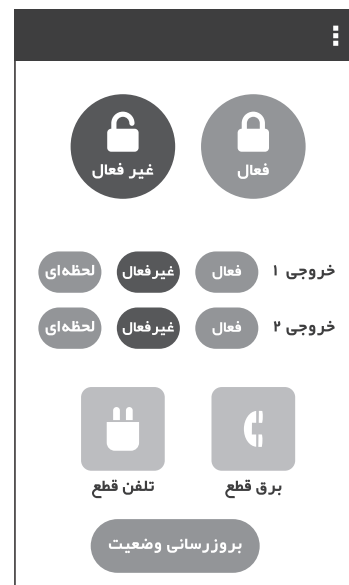 فعال
غیر فعال
خروجی ۱ فعال غیرفعال لحظه‌ای
خروجی ۲ فعال غیرفعال لحظه‌ای
برق قطع
تلفن قطع
بروزرسانی وضعیت